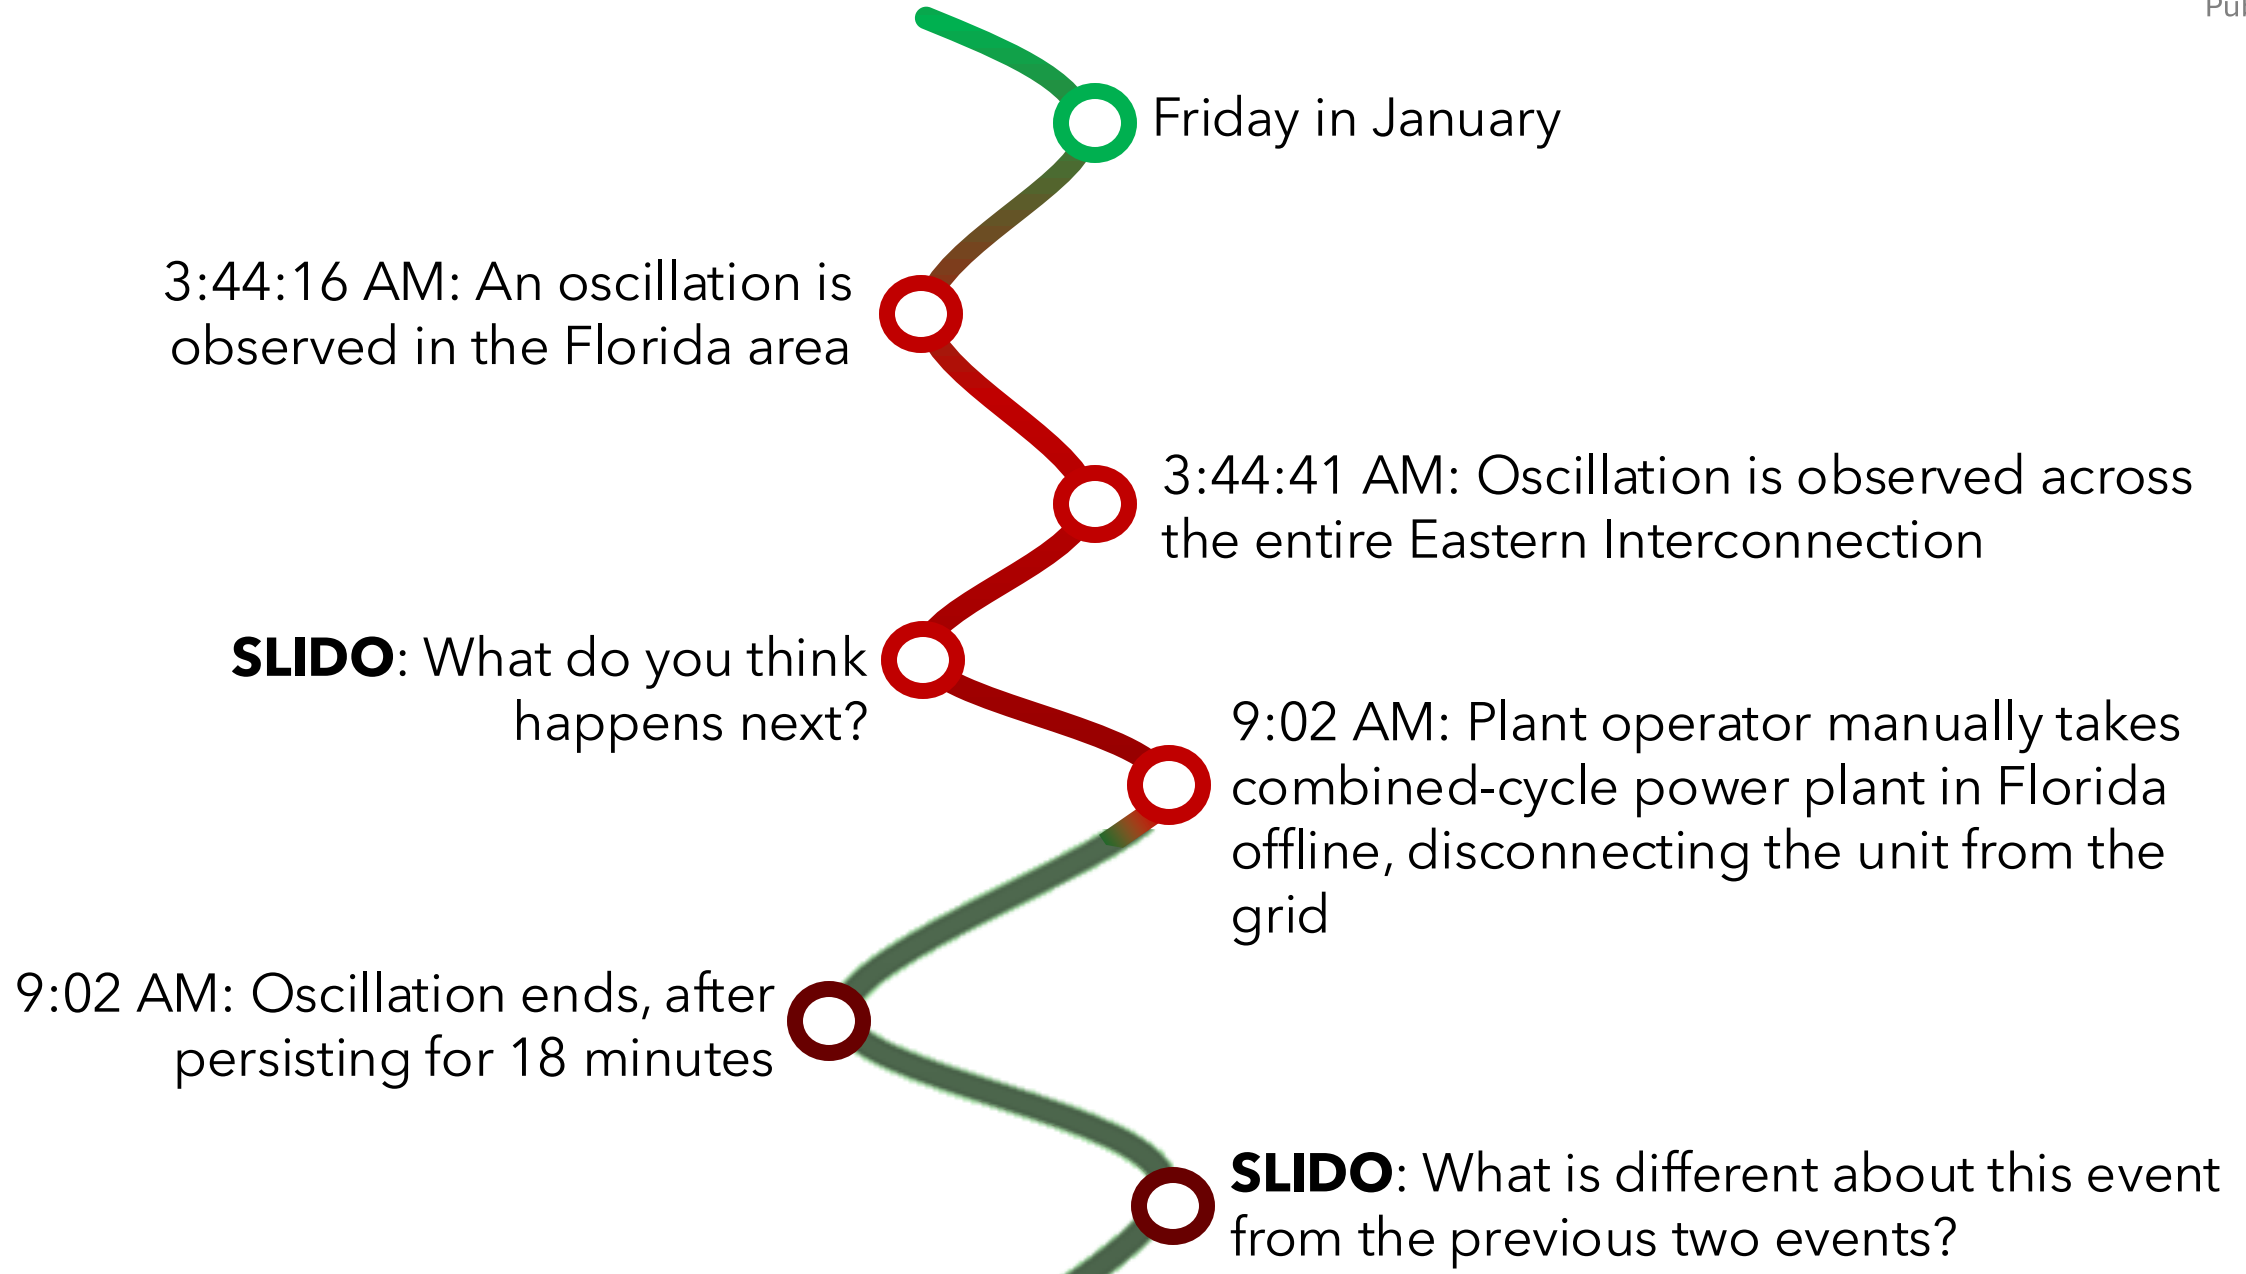 Friday in January
3:44:16 AM: An oscillation is
observed in the Florida area
3:44:41 AM: Oscillation is observed across
the entire Eastern Interconnection
SLIDO: What do you think
happens next?
9:02 AM: Plant operator manually takes
combined-cycle power plant in Florida
offline, disconnecting the unit from the
grid
9:02 AM: Oscillation ends, after
persisting for 18 minutes
SLIDO: What is different about this event
from the previous two events?